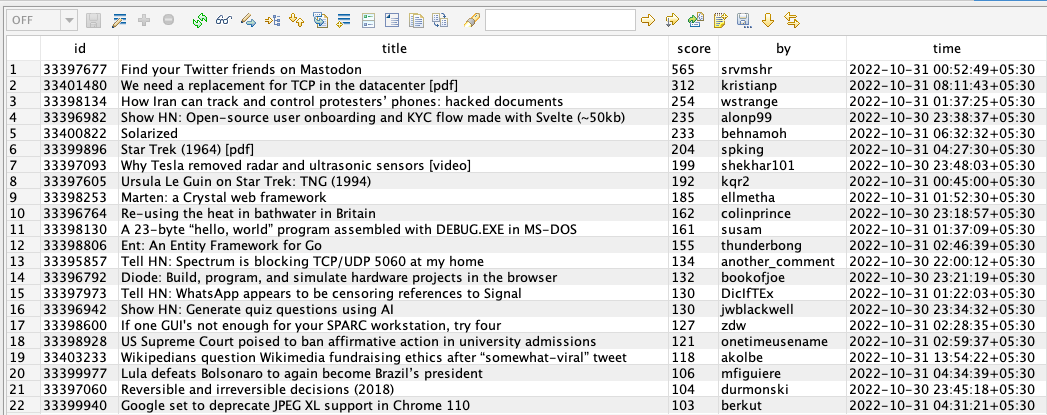 OFF
id title score by time
1 33397677 Find your Twitter friends on Mastodon 565 srvmshr 2022-10-31 00:52:49+05:30
2 33401480 We need a replacement for TCP in the datacenter [pdf] 312 kristianp 2022-10-31 08:11:43+05:30
3 33398134 How Iran can track and control protesters’ phones: hacked documents 254 wstrange 2022-10-31 01:37:25+05:30
4 33396982 Show HN: Open-source user onboarding and KYC flow made with Svelte (~50kb) 235 alonp99 2022-10-30 23:38:37+05:30
5 33400822 Solarized 233 behnamoh 2022-10-31 06:32:32+05:30
6 33399896 Star Trek (1964) [pdf] 204 spking 2022-10-31 04:27:30+05:30
7 33397093 Why Tesla removed radar and ultrasonic sensors [video] 199 shekhar101 2022-10-30 23:48:03+05:30
8 33397605 Ursula Le Guin on Star Trek: TNG (1994) 192 kqr2 2022-10-31 00:45:00+05:30
9 33398253 Marten: a Crystal web framework 185 ellmetha 2022-10-31 01:52:30+05:30
10 33396764 Re-using the heat in bathwater in Britain 162 colinprince 2022-10-30 23:18:57+05:30
11 33398130 A 23-byte “hello, world” program assembled with DEBUG.EXE in MS-DOS 161 susam 2022-10-31 01:37:09+05:30
12 33398806 Ent: An Entity Framework for Go 155 thunderbong 2022-10-31 02:46:39+05:30
13 33395857 Tell HN: Spectrum is blocking TCP/UDP 5060 at my home 134 another_comment 2022-10-30 22:00:12+05:30
14 33396792 Diode: Build, program, and simulate hardware projects in the browser 132 bookofjoe 2022-10-30 23:21:19+05:30
15 33397973 Tell HN: WhatsApp appears to be censoring references to Signal 130 DicIfTEx 2022-10-31 01:22:03+05:30
16 33396942 Show HN: Generate quiz questions using AI 130 jwblackwell 2022-10-30 23:34:32+05:30
17 33398600 If one GUI's not enough for your SPARC workstation, try four 127 zdw 2022-10-31 02:28:35+05:30
18 33398928 US Supreme Court poised to ban affirmative action in university admissions 121 onetimeusename 2022-10-31 02:59:37+05:30
19 33403233 Wikipedians question Wikimedia fundraising ethics after “somewhat-viral” tweet 118 akolbe 2022-10-31 13:54:22+05:30
20 33399977 Lula defeats Bolsonaro to again become Brazil’s president 106 mfiguiere 2022-10-31 04:34:39+05:30
21 33397060 Reversible and irreversible decisions (2018) 104 durmonski 2022-10-30 23:45:18+05:30
22 33399940 Google set to deprecate JPEG XL support in Chrome 110 103 berkut 2022-10-31 04:31:21+05:30